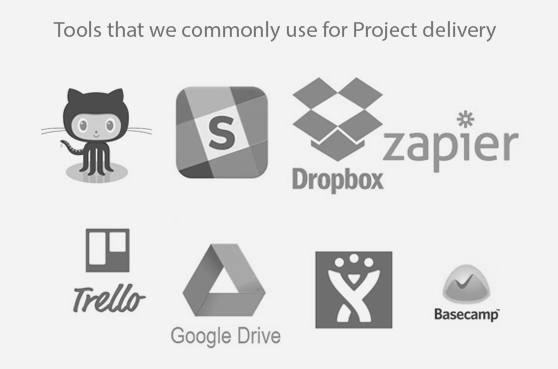 Tools that we commonly use for Project delivery
S
Dropbox
zapier
Trello
Google Drive
Basecamp